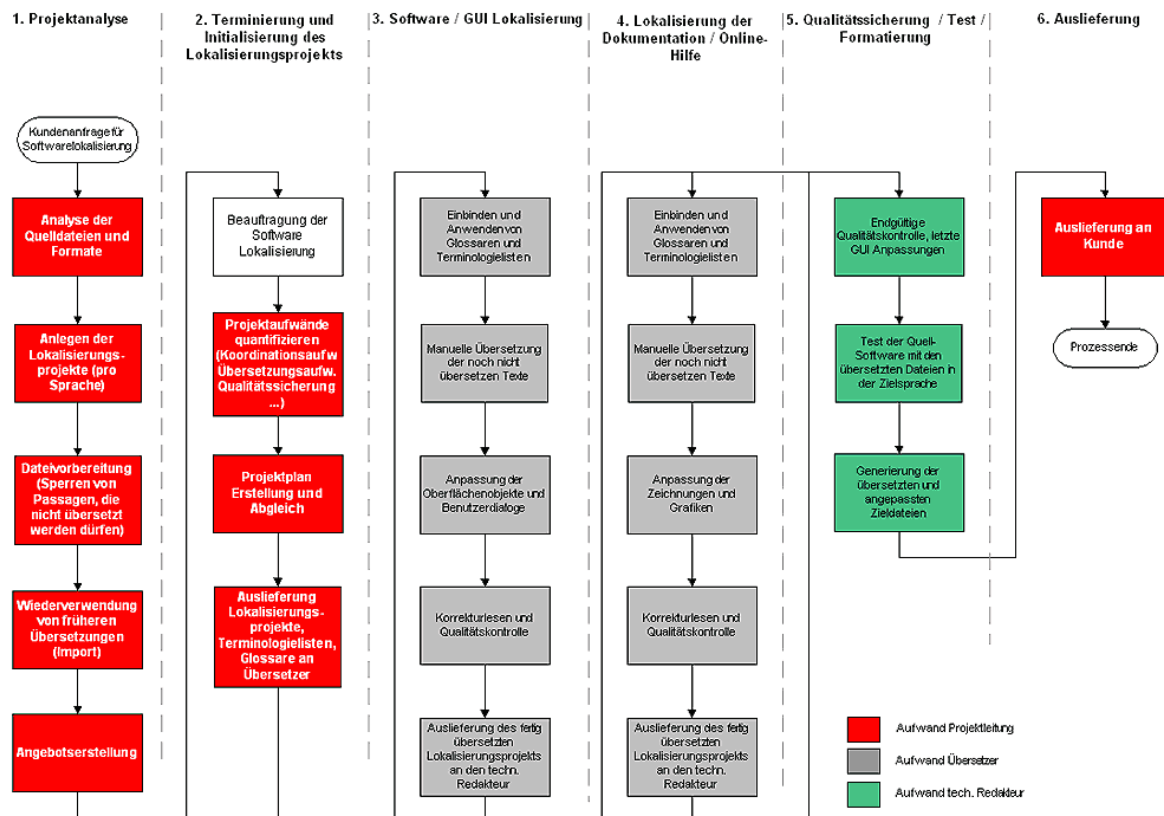 1. Projektanalyse
2. Terminierung und
Initialisierung des
Lokalisierungsprojekts
3. Software / GUI Lokalisierung
4. Lokalisierung der
Dokumentation / Online-
Hilfe
5. Qualitätssicherung / Test /
Formatierung
6. Auslieferung
Kundenanfrage für
Softwarelokalisierung
Analyse der
Quelldateien und
Formate
Anlegen der
Lokalisierungs-
projekte (pro
Sprache)
Dateivorbereitung
(Sperren von
Passagen, die
nicht übersetzt
werden dürfen)
Wiederverwendung
von früheren
Übersetzungen
(Import)
Angebotserstellung
Beauftragung der
Software
Lokalisierung
Projektaufwände
quantifizieren
(Koordinationsaufw
Übersetzungsaufw.
Qualitätssicherung
...)
Projektplan
Erstellung und
Abgleich
Auslieferung
Lokalisierungs-
projekte,
Terminologielisten,
Glossare an
Übersetzer
Einbinden und
Anwenden von
Glossaren und
Terminologielisten
Manuelle Übersetzung
der noch nicht
übersetzen Texte
Anpassung der
Oberflächenobjekte und
Benutzerdialoge
Korrekturlesen und
Qualitätskontrolle
Auslieferung des fertig
übersetzten
Lokalisierungsprojekts
an den techn.
Redakteur
Einbinden und
Anwenden von
Glossaren und
Terminologielisten
Manuelle Übersetzung
der noch nicht
übersetzen Texte
Anpassung der
Zeichnungen und
Grafiken
Korrekturlesen und
Qualitätskontrolle
Auslieferung des fertig
übersetzten
Lokalisierungsprojekts
an den techn.
Redakteur
Endgültige
Qualitätskontrolle, letzte
GUI Anpassungen
Test der Quell-
Software mit den
übersetzten Dateien in
der Zielsprache
Generierung der
übersetzten und
angepassten
Zieldateien
Auslieferung an
Kunde
Prozessende
Aufwand Projektleitung
Aufwand Übersetzer
Aufwand tech. Redakteur